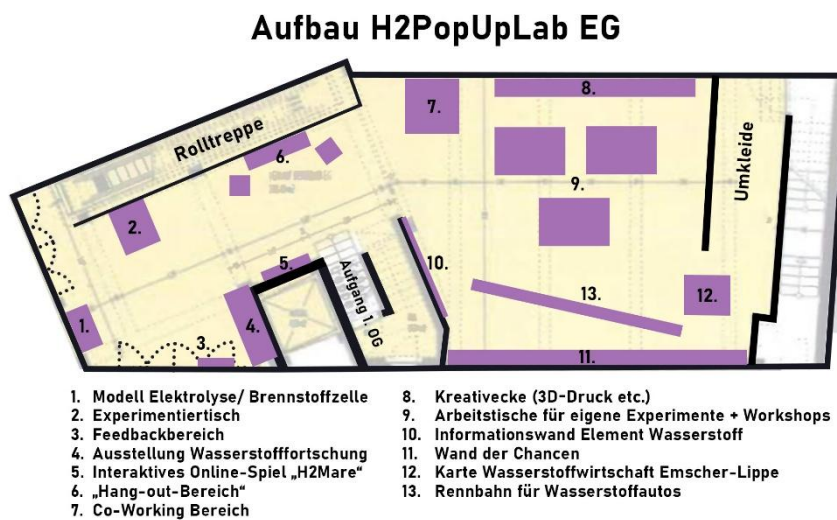 Aufbau H2PopUpLab EG
Rolltreppe
6.
2.
1.
3.
4.
5.
Aufgang 1. OG
10.
7.
8.
9.
13.
12.
11.
Umkleide
1. Modell Elektrolyse/ Brennstoffzelle
2. Experimentiertisch
3. Feedbackbereich
4. Ausstellung Wasserstofforschung
5. Interaktives Online-Spiel „H2Mare“
6. „Hang-out-Bereich“
7. Co-Working Bereich
8. Kreativecke (3D-Druck etc.)
9. Arbeitstische für eigene Experimente + Workshops
10. Informationswand Element Wasserstoff
11. Wand der Chancen
12. Karte Wasserstoffwirtschaft Emscher-Lippe
13. Rennbahn für Wasserstoffautos